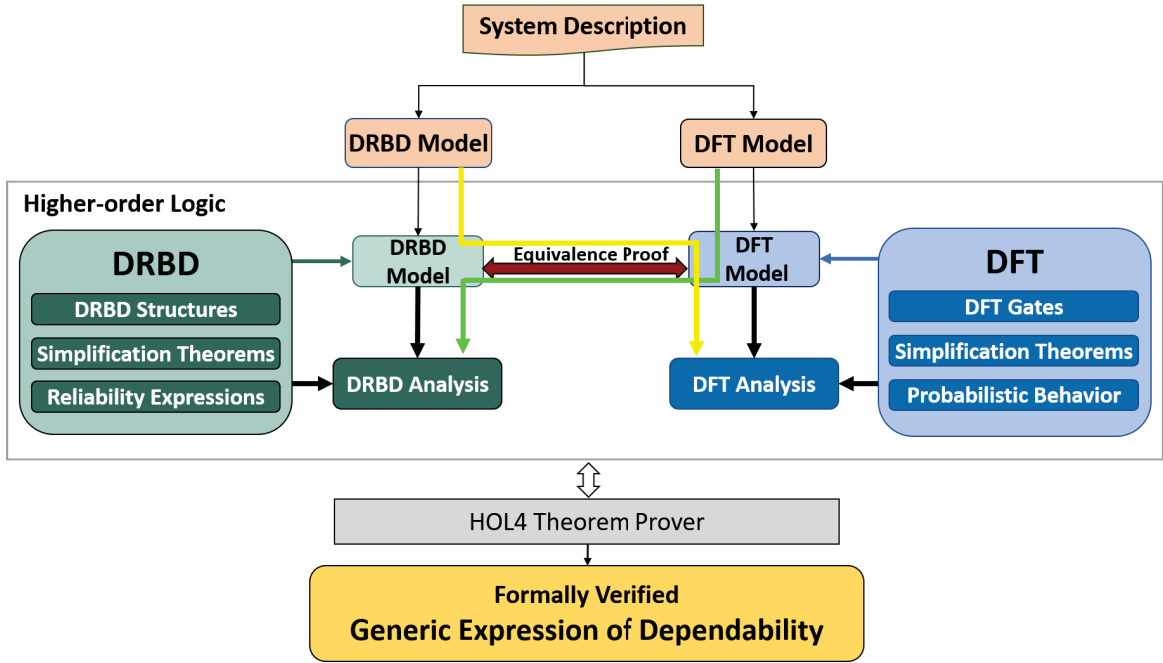 System Description
DRBD Model
DFT Model
Higher-order Logic
DRBD
DRBD Structures
Simplification Theorems
Reliability Expressions
DRBD
Model
Equivalence Proof
DFT
Model
DRBD Analysis
DFT Analysis
DFT
DFT Gates
Simplification Theorems
Probabilistic Behavior
HOL4 Theorem Prover
Formally Verified
Generic Expression of Dependability